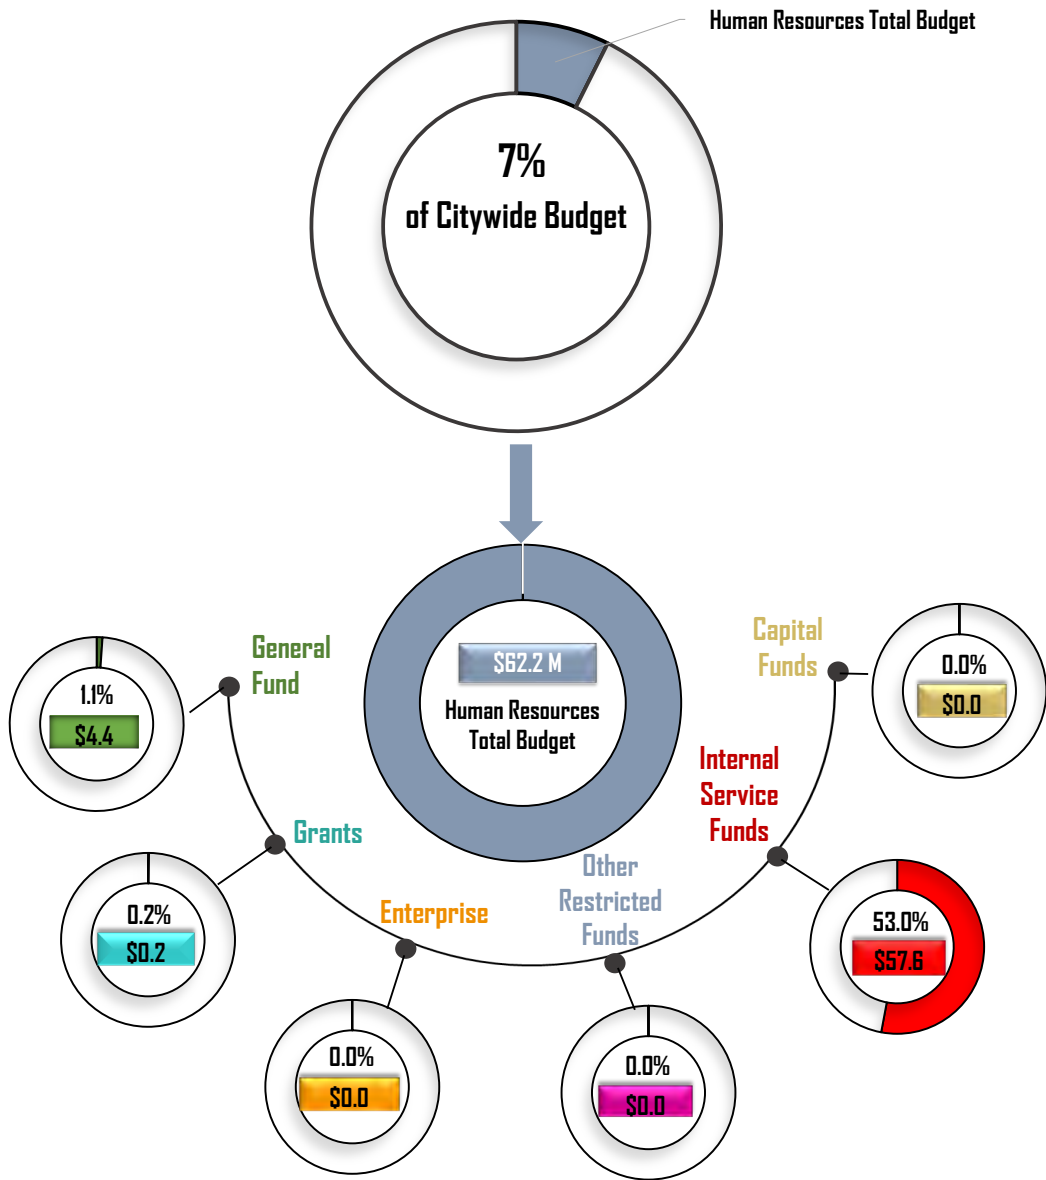 Human Resources Total Budget
7%
of Citywide Budget
$62.2 M
Human Resources
Total Budget
General
Fund
1.1%
$4.4
Grants
0.2%
$0.2
Enterprise
0.0%
$0.0
Other
Restricted
Funds
0.0%
$0.0
Internal
Service
Funds
53.0%
$57.6
Capital
Funds
0.0%
$0.0